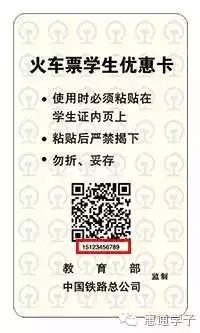 火车票学生优惠卡
• 使用时必须粘贴在
学生证内页上
• 粘贴后严禁揭下
• 勿折、妥存
15123456789
教育部
中国铁路总公司
监制
惠通学子